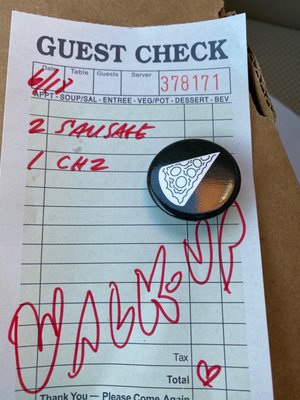 GUEST CHECK
Date Table Guests Server
6/3 378171
APPT - SOUP/SAL - ENTREE - VEG/POT - DESSERT - BEV
2 SAUSAGE
1 CHZ
WALK-UP
Tax
Total
Thank You — Please Come Again